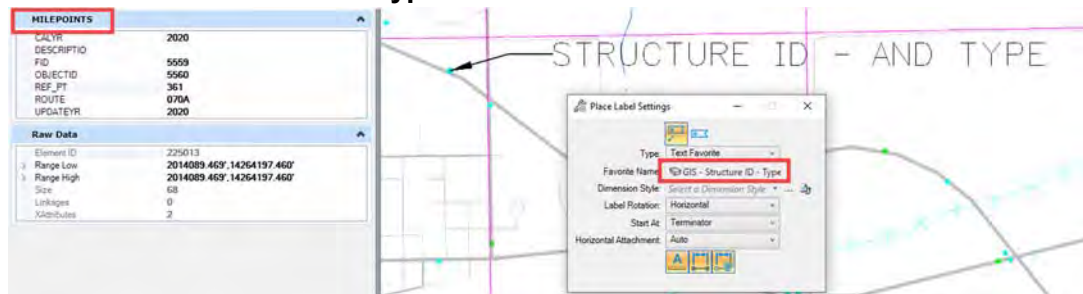 MILEPOINTS
CALYR 2020
DESCRIPTIO
FID 5559
OBJECTID 5560
REF_PT 361
ROUTE 070A
UPDATEYR 2020
Raw Data
Element ID 225013
Range Low 2014089.469',14264197.460'
Range High 2014089.469',14264197.460'
Size 68
Linkages 0
XAttributes 2
STRUCTURE ID - AND TYPE
Place Label Settings
Type: Text Favorite
Favorite Name: GIS - Structure ID - Type
Dimension Style: Select a Dimension Style
Label Rotation: Horizontal
Start At: Terminator
Horizontal Attachment: Auto